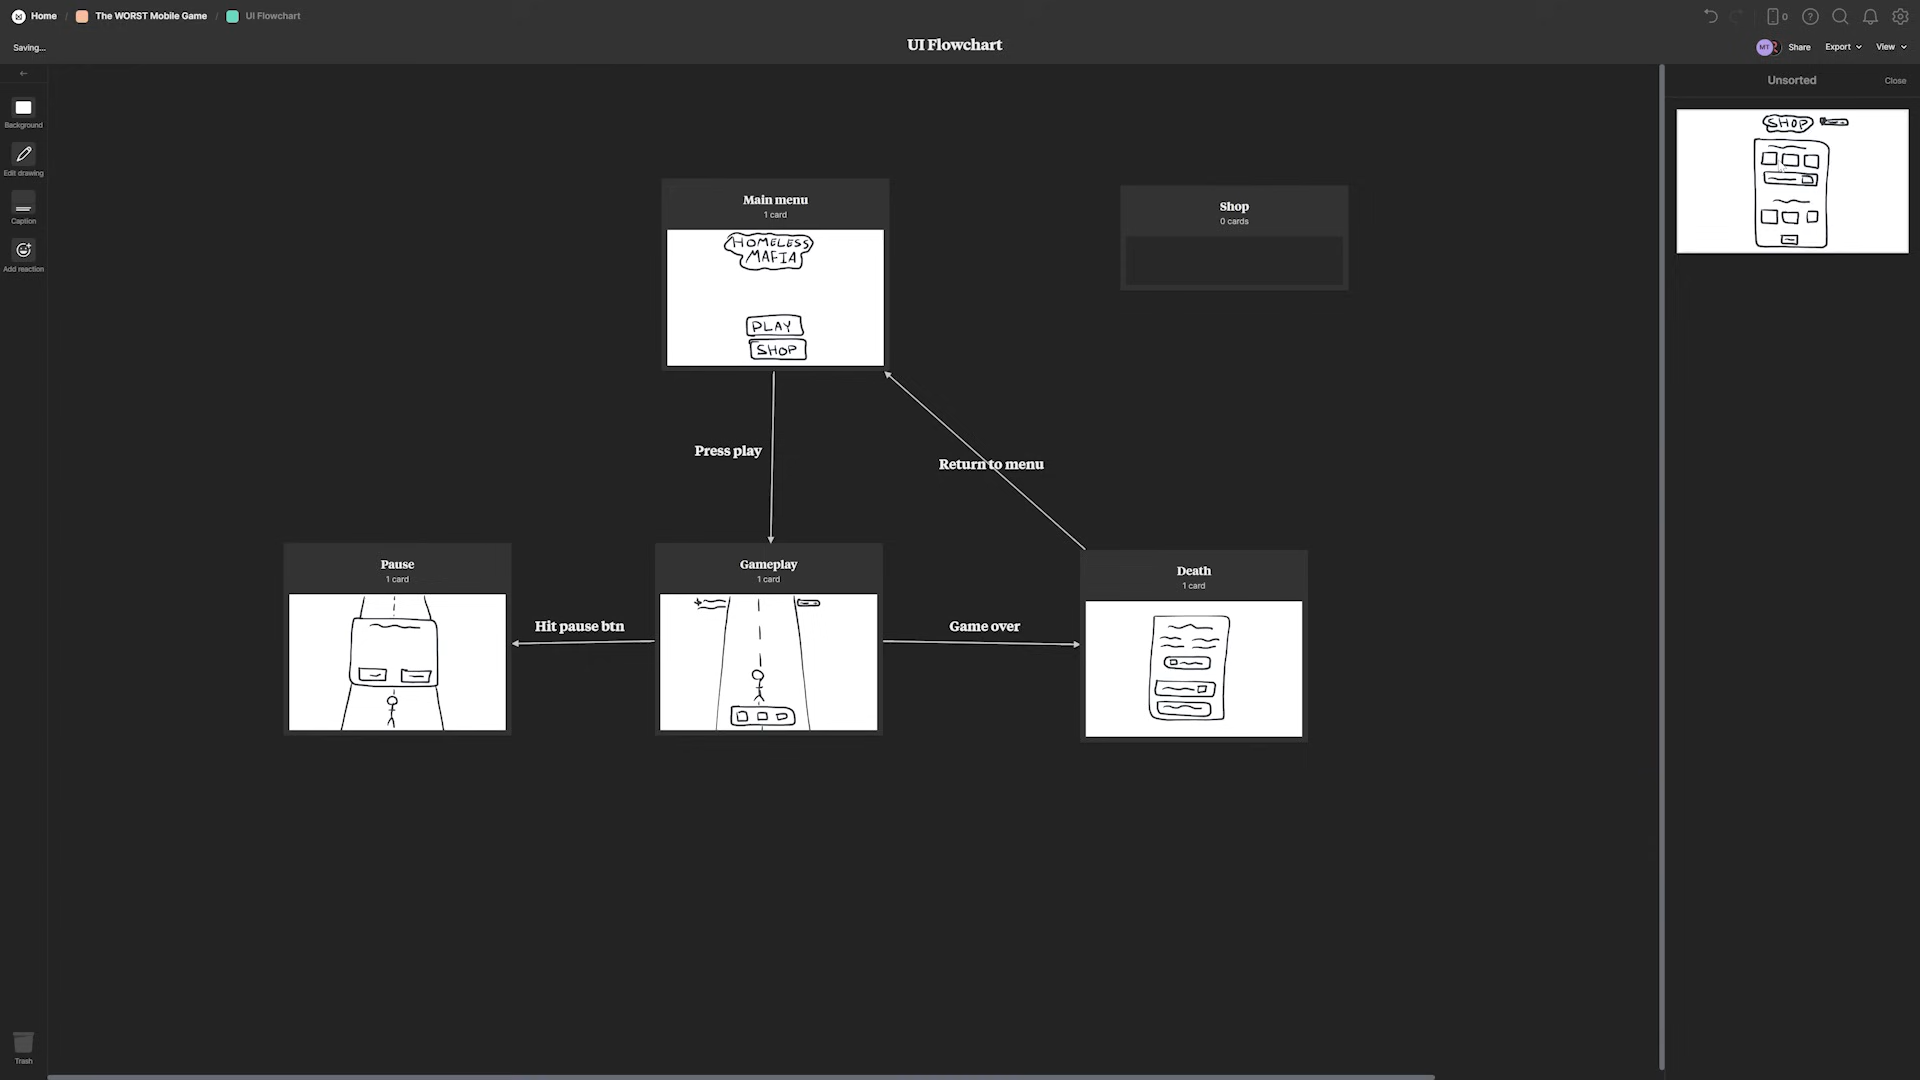 Home / The WORST Mobile Game / UI Flowchart
0
Saving...
UI Flowchart
MT
Share
Export
View
Unsorted
Close
Background
Edit drawing
Caption
Add reaction
Trash
Main menu
1 card
HOMELESS
MAFIA
PLAY
SHOP
Shop
0 cards
SHOP
Press play
Return to menu
Pause
1 card
Hit pause btn
Gameplay
1 card
Game over
Death
1 card